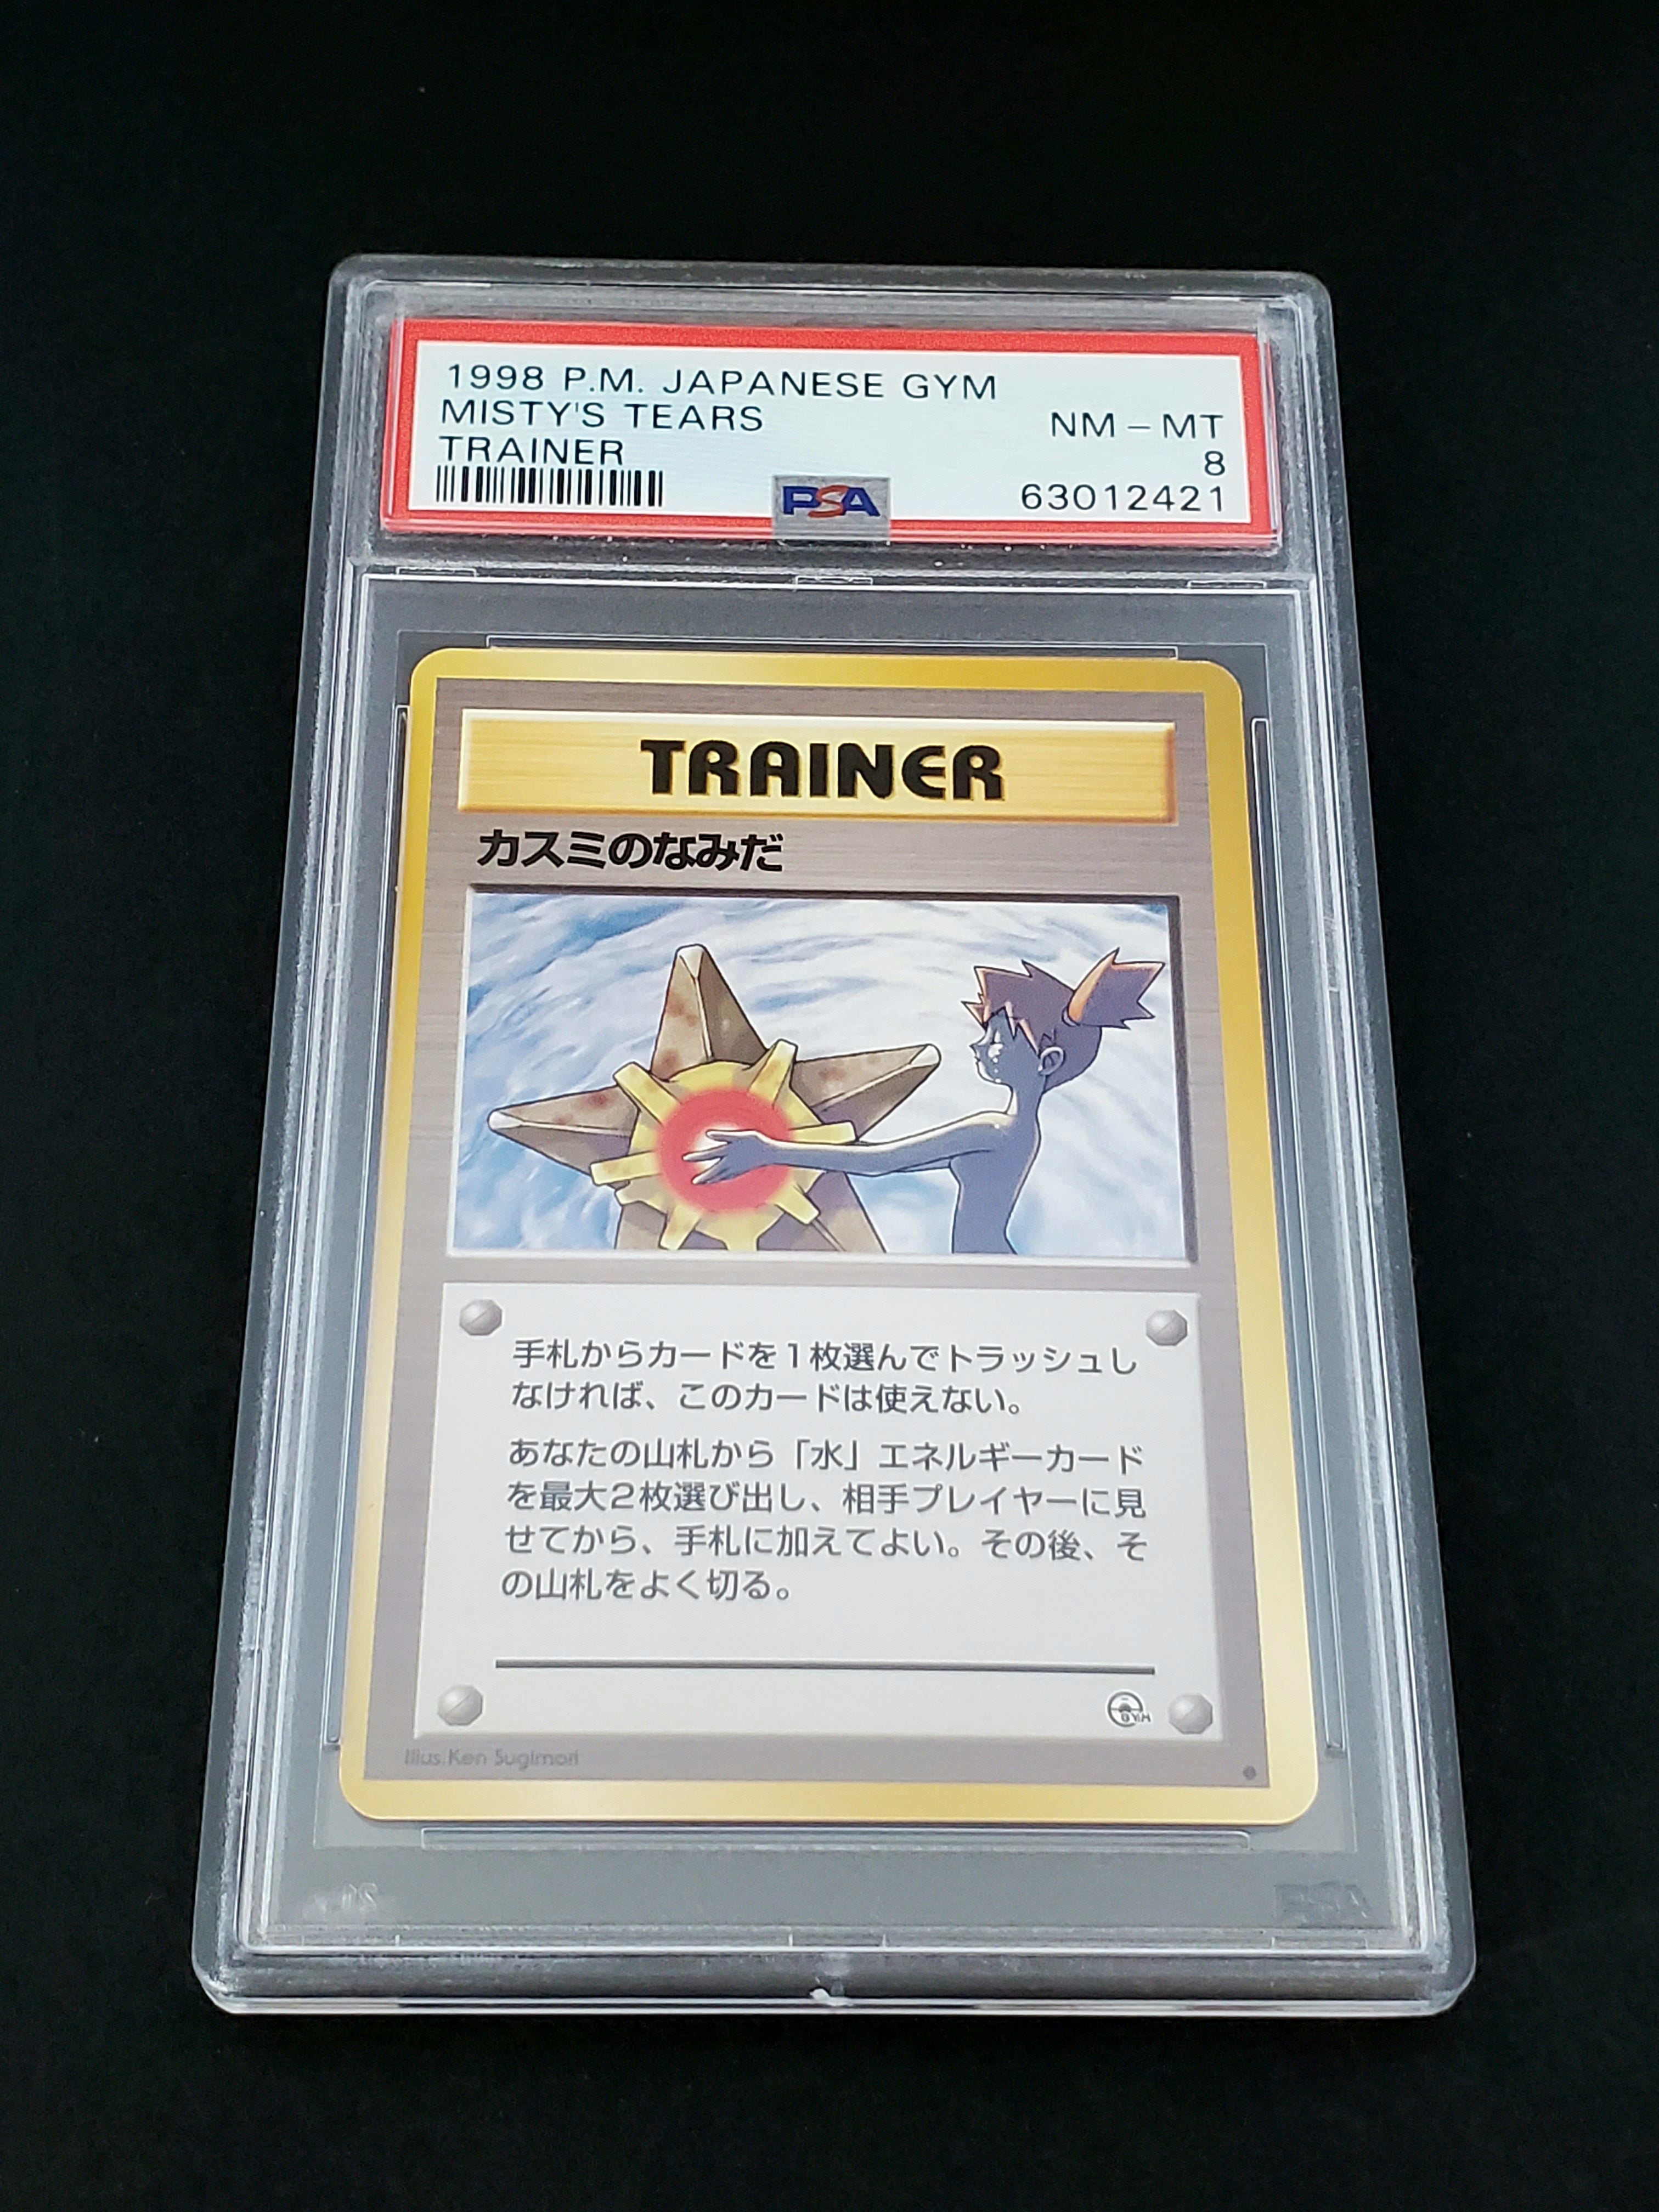 1998 P.M. JAPANESE GYM
MISTY'S TEARS
NM - MT
TRAINER
8
PSA
63012421
TRAINER
カスミのなみだ
手札からカードを1枚選んでトラッシュし
なければ、このカードは使えない。
あなたの山札から「水」エネルギーカード
を最大2枚選び出し、相手プレイヤーに見
せてから、手札に加えてよい。その後、そ
の山札をよく切る。
GYM
Illus.Ken Sugimori
PSA